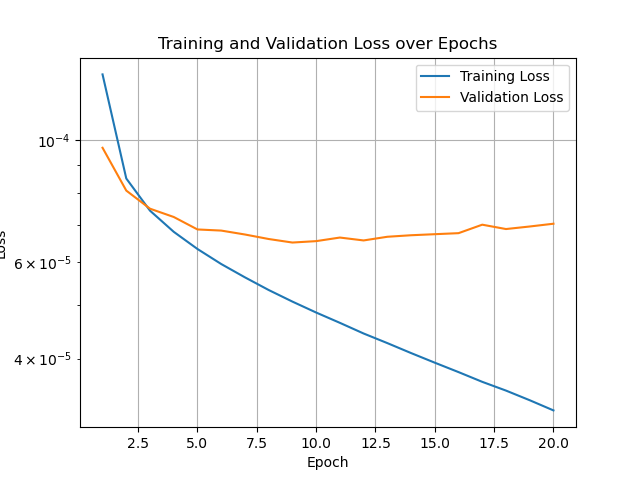 Training and Validation Loss over Epochs
Training Loss
Validation Loss
10⁻⁴
6 × 10⁻⁵
4 × 10⁻⁵
Loss
2.5 5.0 7.5 10.0 12.5 15.0 17.5 20.0
Epoch